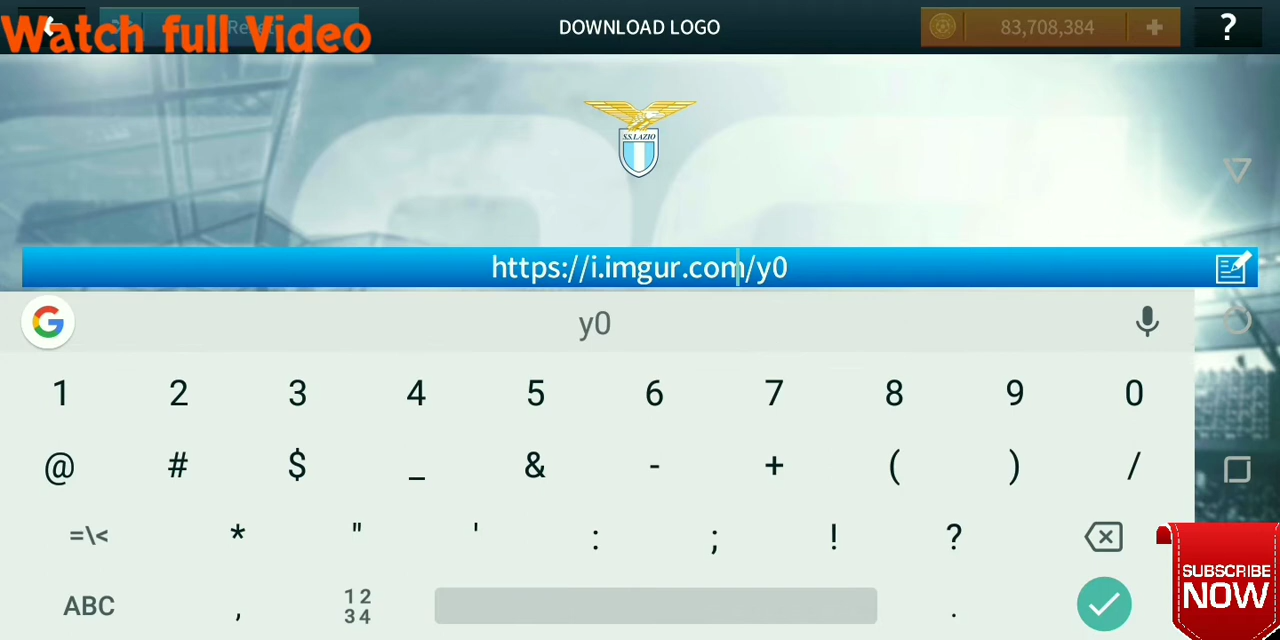 Watch full Video
Reset
DOWNLOAD LOGO
83,708,384 +
?
S.S.LAZIO
https://i.imgur.com/y0
G
y0
1 2 3 4 5 6 7 8 9 0
@ # $ _ & - + ( ) /
=\< * " ' : ; ! ?
ABC , 12 .
34
SUBSCRIBE
NOW